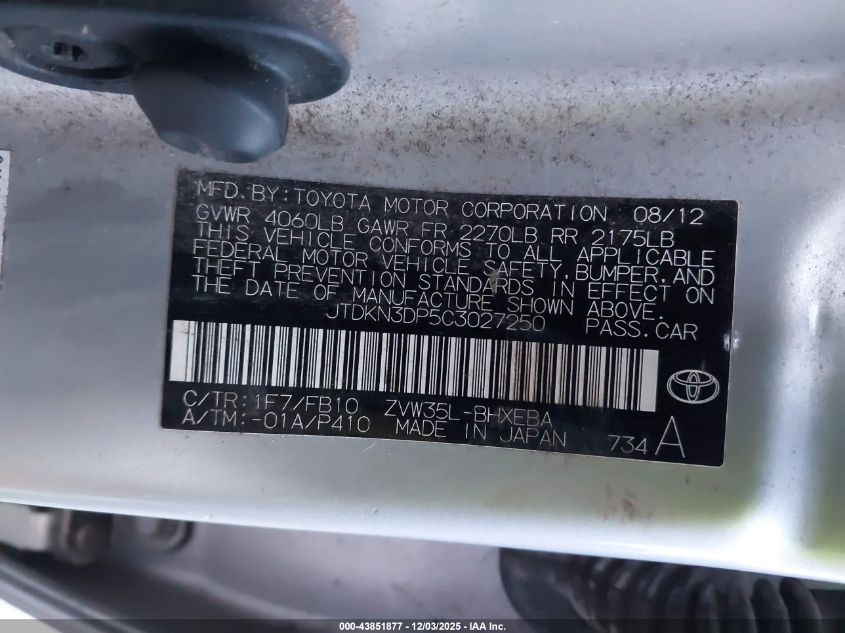 MFD. BY: TOYOTA MOTOR CORPORATION 08/12
GVWR 4060LB GAWR FR 2270LB RR 2175LB
THIS VEHICLE CONFORMS TO ALL APPLICABLE
FEDERAL MOTOR VEHICLE SAFETY, BUMPER, AND
THEFT PREVENTION STANDARDS IN EFFECT ON
THE DATE OF MANUFACTURE SHOWN ABOVE.
JTDKN3DP5C3027250 PASS. CAR
C/TR: 1F7/FB10 ZVW35L-BHXEBA
A/TM: -01A/P410 MADE IN JAPAN 734 A
000-43851877 - 12/03/2025 - IAA Inc.